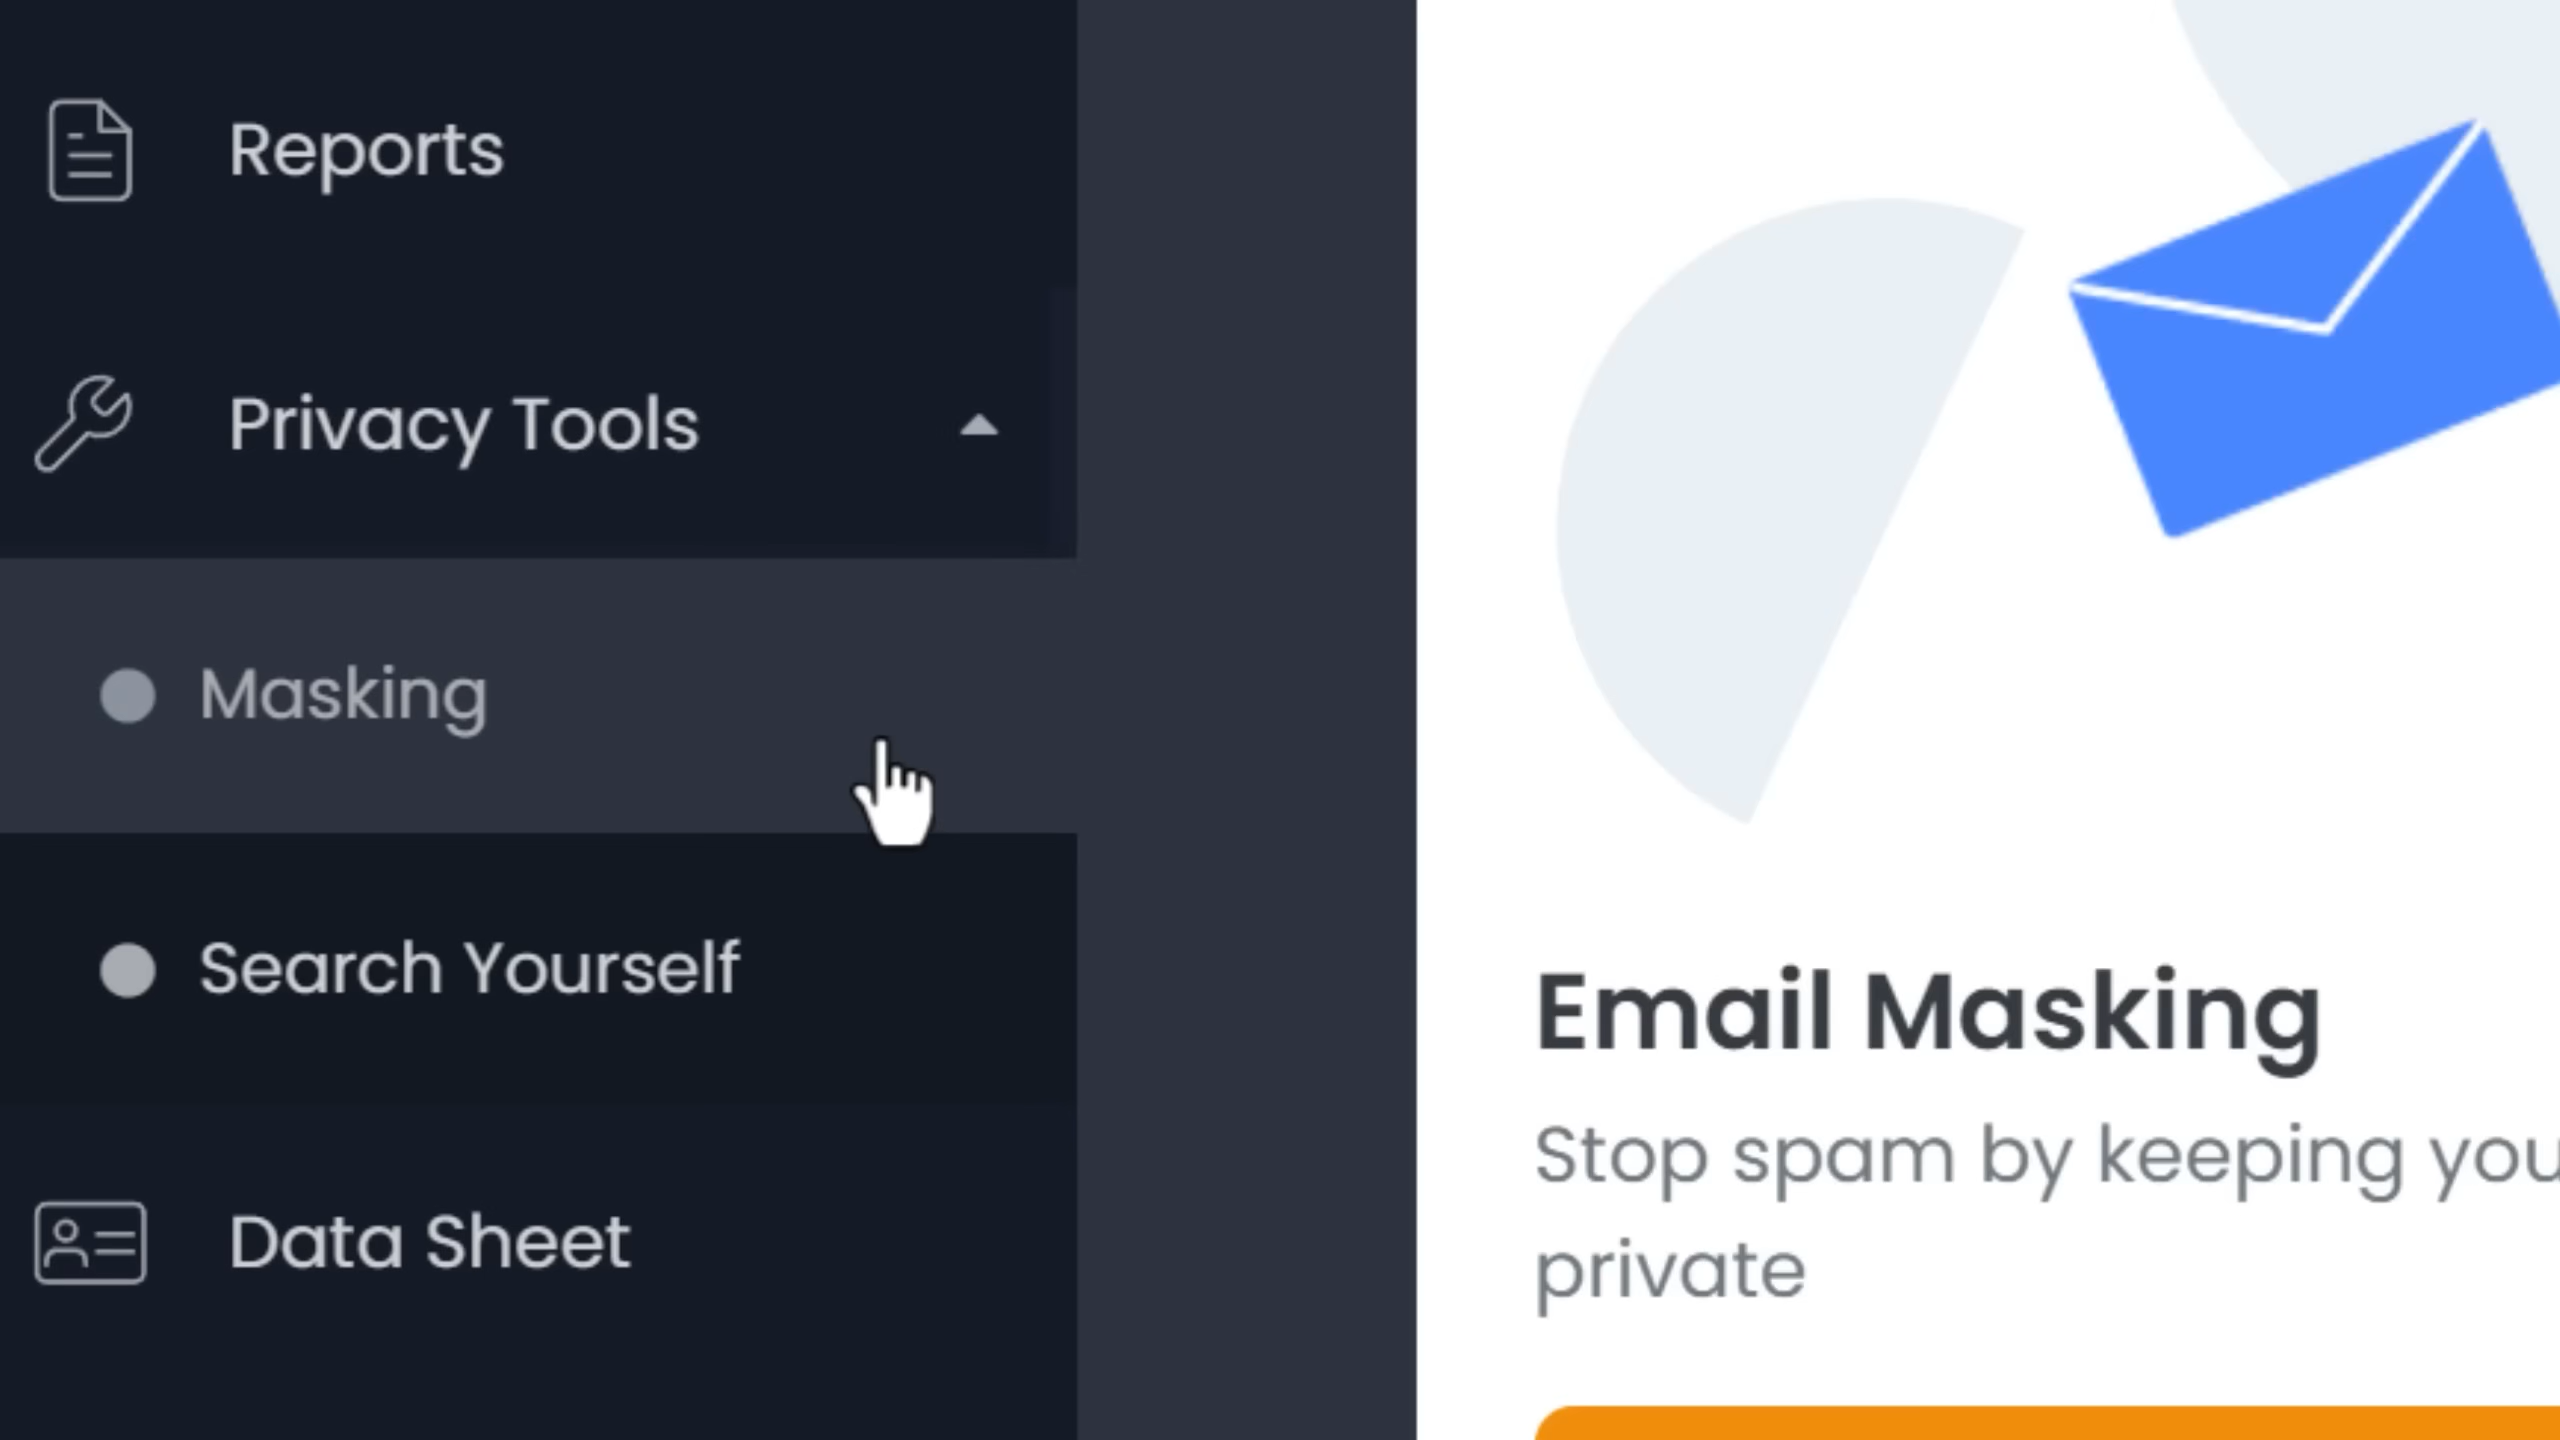 Reports
Privacy Tools
Masking
Search Yourself
Data Sheet
Email Masking
Stop spam by keeping you
private